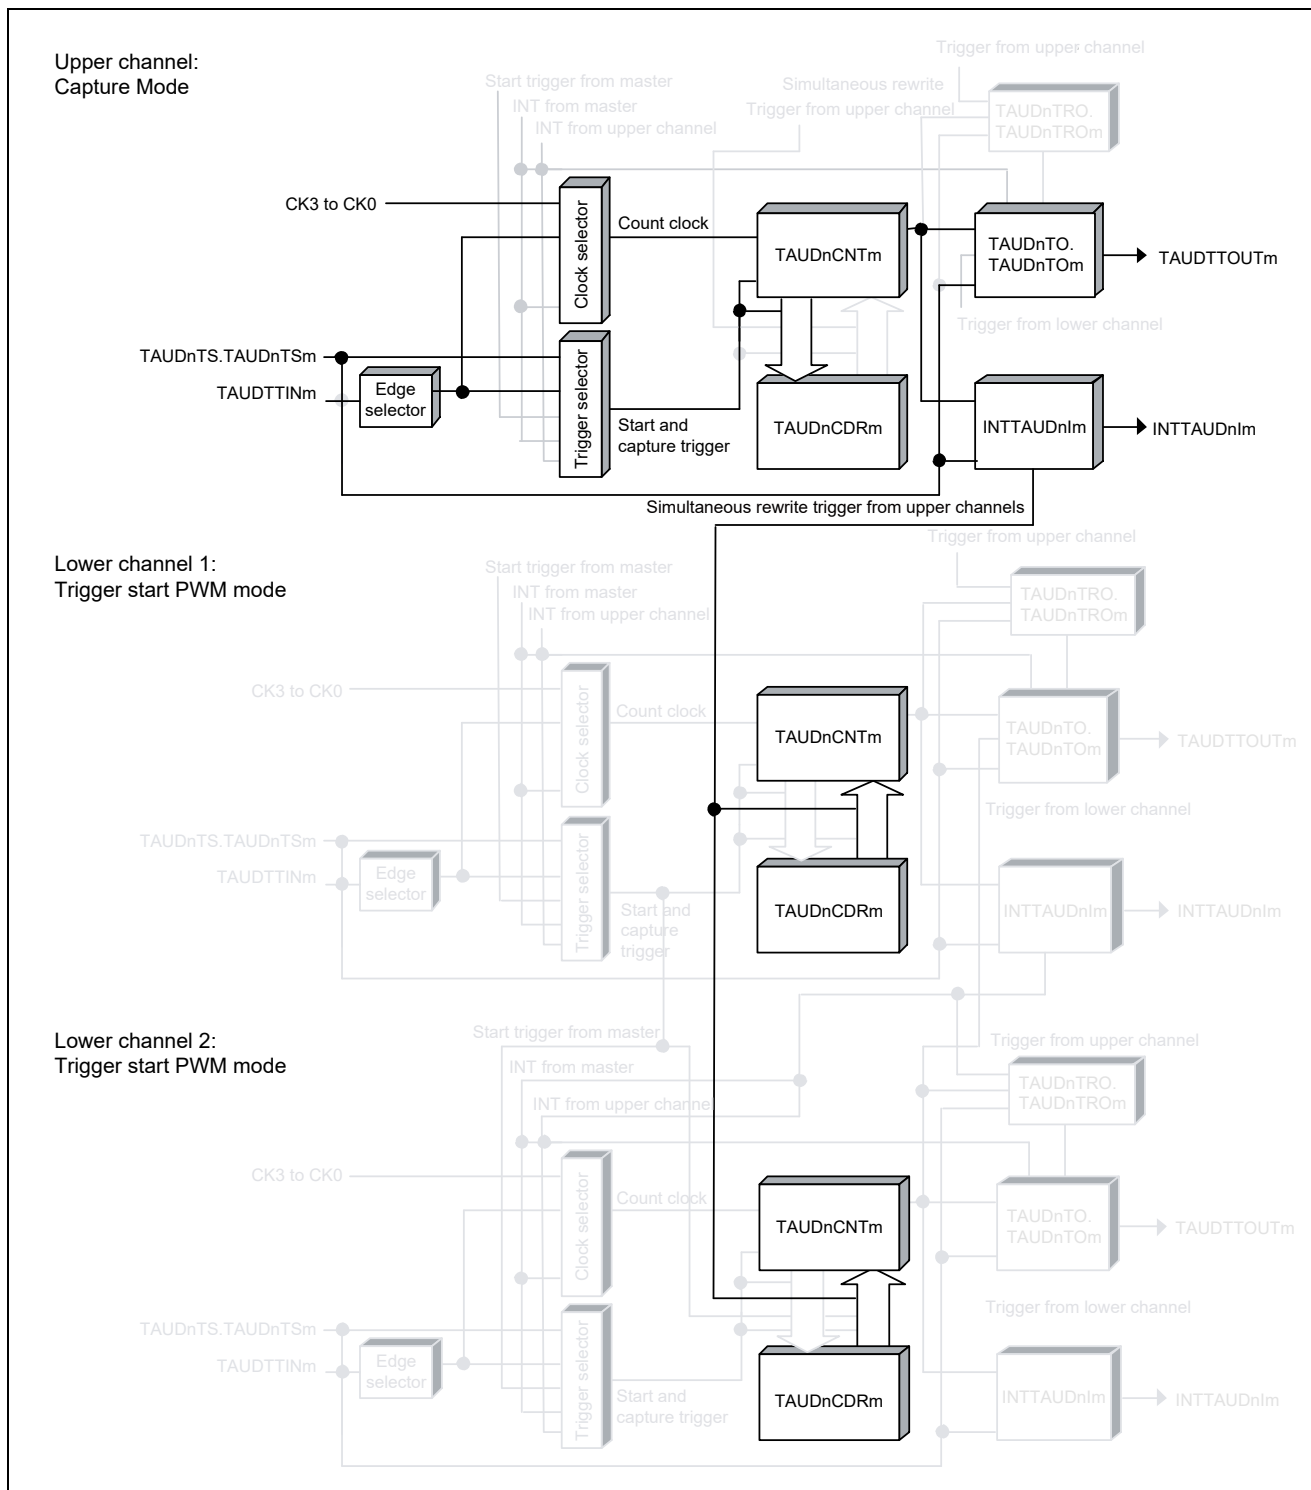 Upper channel:
Capture Mode
Trigger from upper channel
Start trigger from master
Simultaneous rewrite
INT from master
Trigger from upper channel
TAUDnTRO.
TAUDnTROm
INT from upper channel
CK3 to CK0
Clock selector
Count clock
TAUDnCNTm
TAUDnTO.
TAUDnTOm
TAUDTTOUTm
Trigger from lower channel
TAUDnTS.TAUDnTSm
TAUDTTINm
Edge
selector
Trigger selector
Start and
capture trigger
TAUDnCDRm
INTTAUDnIm
INTTAUDnIm
Simultaneous rewrite trigger from upper channels
Lower channel 1:
Trigger start PWM mode
Trigger from upper channel
Start trigger from master
INT from master
INT from upper channel
TAUDnTRO.
TAUDnTROm
CK3 to CK0
Clock selector
Count clock
TAUDnCNTm
TAUDnTO.
TAUDnTOm
TAUDTTOUTm
Trigger from lower channel
TAUDnTS.TAUDnTSm
TAUDTTINm
Edge
selector
Trigger selector
Start and
capture
trigger
TAUDnCDRm
INTTAUDnIm
INTTAUDnIm
Lower channel 2:
Trigger start PWM mode
Start trigger from master
Trigger from upper channel
INT from master
TAUDnTRO.
TAUDnTROm
INT from upper channel
CK3 to CK0
Clock selector
Count clock
TAUDnCNTm
TAUDnTO.
TAUDnTOm
TAUDTTOUTm
Trigger from lower channel
TAUDnTS.TAUDnTSm
TAUDTTINm
Edge
selector
Trigger selector
Start and
capture trigger
TAUDnCDRm
INTTAUDnIm
INTTAUDnIm